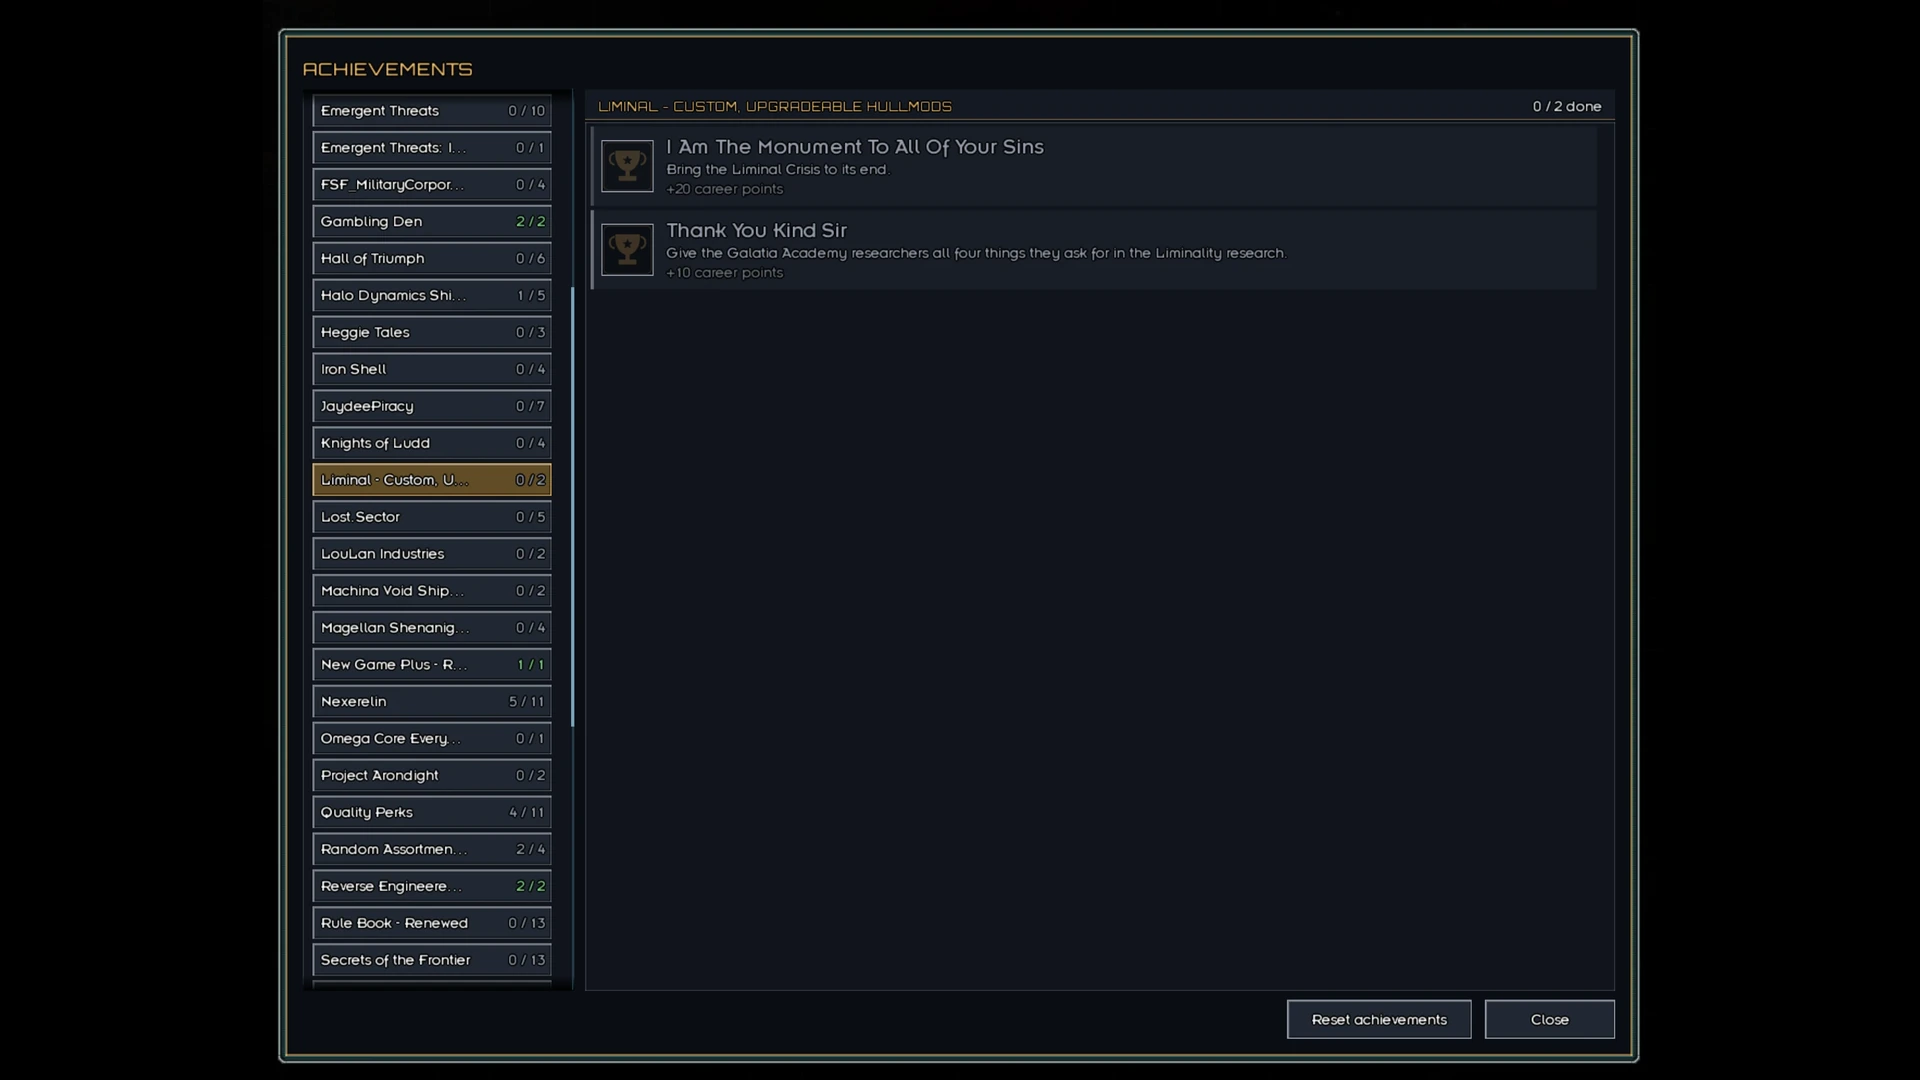 ACHIEVEMENTS
Emergent Threats 0 / 10
Emergent Threats: I... 0 / 1
FSF_MilitaryCorpor... 0 / 4
Gambling Den 2 / 2
Hall of Triumph 0 / 6
Halo Dynamics Shi... 1 / 5
Heggie Tales 0 / 3
Iron Shell 0 / 4
JaydeePiracy 0 / 7
Knights of Ludd 0 / 4
Liminal - Custom, U... 0 / 2
Lost.Sector 0 / 5
LouLan Industries 0 / 2
Machina Void Ship... 0 / 2
Magellan Shenanig... 0 / 4
New Game Plus - R... 1 / 1
Nexerelin 5 / 11
Omega Core Every... 0 / 1
Project Arondight 0 / 2
Quality Perks 4 / 11
Random Assortmen... 2 / 4
Reverse Engineere... 2 / 2
Rule Book - Renewed 0 / 13
Secrets of the Frontier 0 / 13
LIMINAL - CUSTOM, UPGRADEABLE HULLMODS 0 / 2 done
I Am The Monument To All Of Your Sins
Bring the Liminal Crisis to its end.
+20 career points
Thank You Kind Sir
Give the Galatia Academy researchers all four things they ask for in the Liminality research.
+10 career points
Reset achievements
Close